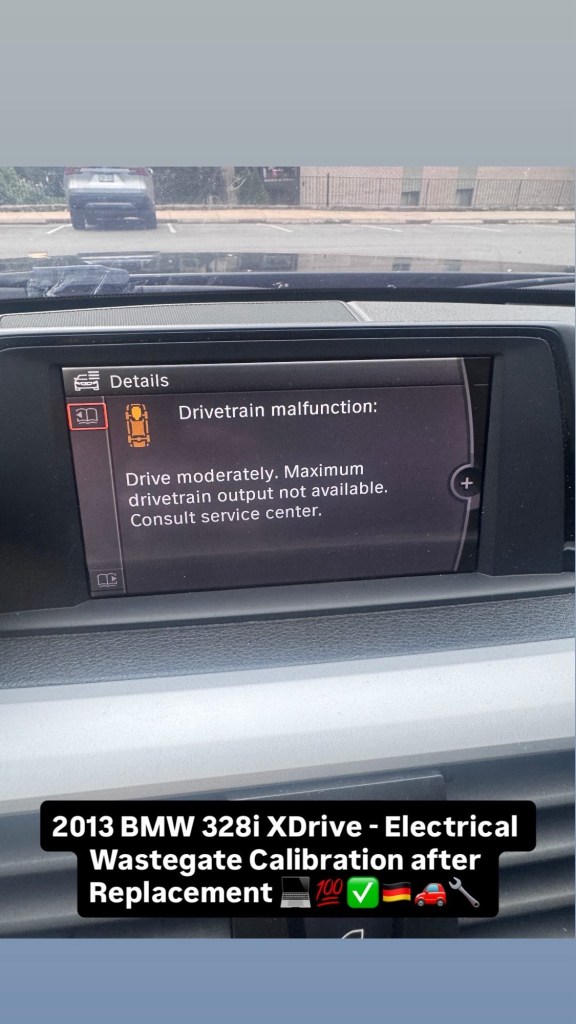 Details
Drivetrain malfunction:
Drive moderately. Maximum
drivetrain output not available.
Consult service center.
2013 BMW 328i XDrive - Electrical
Wastegate Calibration after
Replacement 💻💯✅🇩🇪🚗🔧